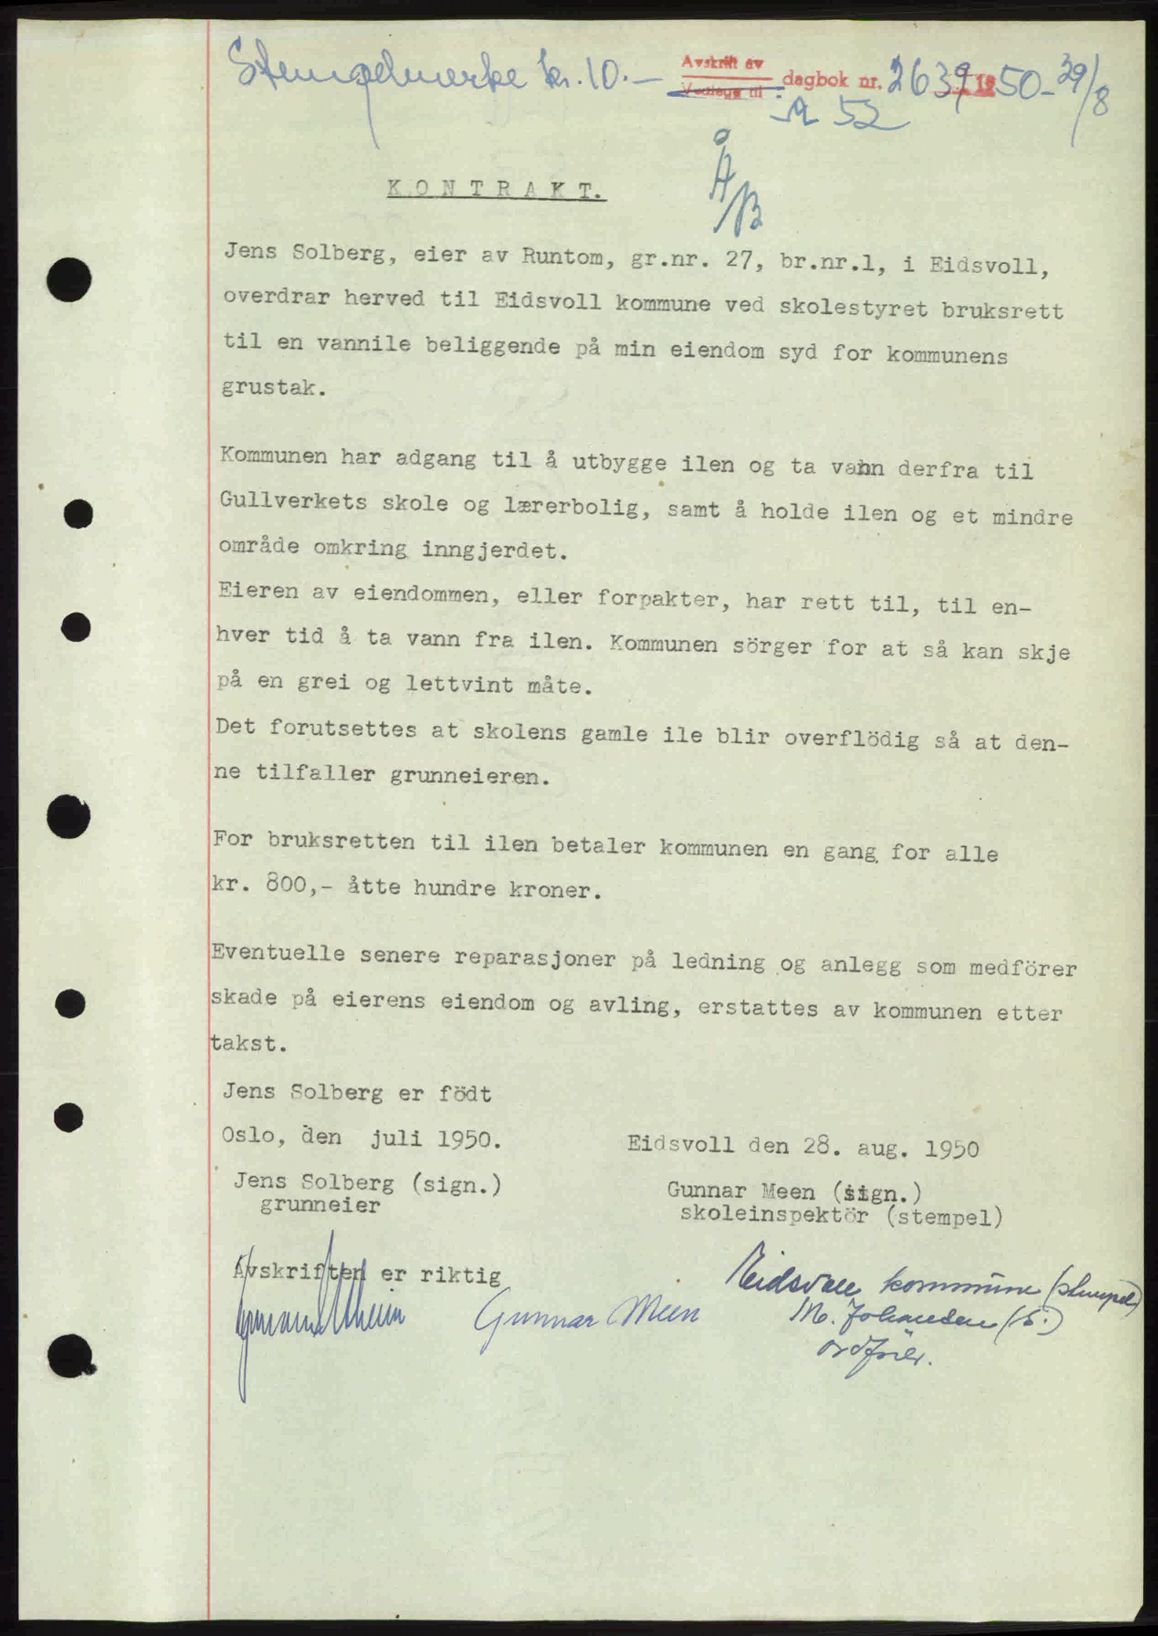 Stempelmerke kr. 10.-
Avskrift av
Vedlegg til : dagbok nr. 2639 1950-29/8
52
Å/B
KONTRAKT.
Jens Solberg, eier av Runtom, gr.nr. 27, br.nr.1, i Eidsvoll,
overdrar herved til Eidsvoll kommune ved skolestyret bruksrett
til en vannile beliggende på min eiendom syd for kommunens
grustak.
Kommunen har adgang til å utbygge ilen og ta vann derfra til
Gullverkets skole og lærerbolig, samt å holde ilen og et mindre
område omkring inngjerdet.
Eieren av eiendommen, eller forpakter, har rett til, til en-
hver tid å ta vann fra ilen. Kommunen sörger for at så kan skje
på en grei og lettvint måte.
Det forutsettes at skolens gamle ile blir overflödig så at den-
ne tilfaller grunneieren.
For bruksretten til ilen betaler kommunen en gang for alle
kr. 800,- åtte hundre kroner.
Eventuelle senere reparasjoner på ledning og anlegg som medförer
skade på eierens eiendom og avling, erstattes av kommunen etter
takst.
Jens Solberg er födt
Oslo, den juli 1950.
Eidsvoll den 28. aug. 1950
Jens Solberg (sign.)
grunneier
Gunnar Meen (sign.)
skoleinspektör (stempel)
Avskriften er riktig
Gunnar Meen
Eidsvoll kommune (stempel)
M. Johansen (s.)
ordfører.